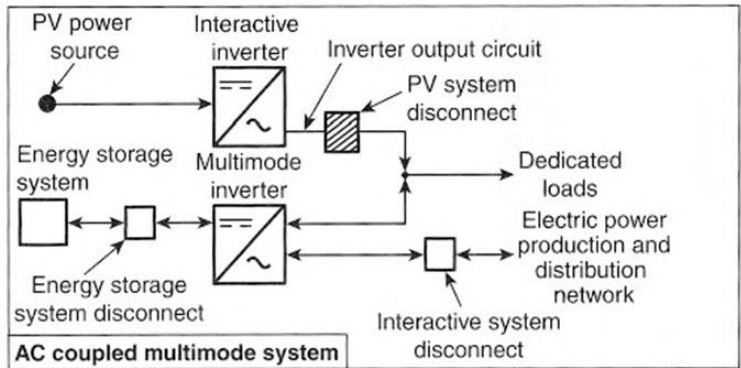 PV power
source
Interactive
inverter
Inverter output circuit
PV system
disconnect
Energy storage
system
Multimode
inverter
Dedicated
loads
Electric power
production and
distribution
network
Energy storage
system disconnect
Interactive system
disconnect
AC coupled multimode system